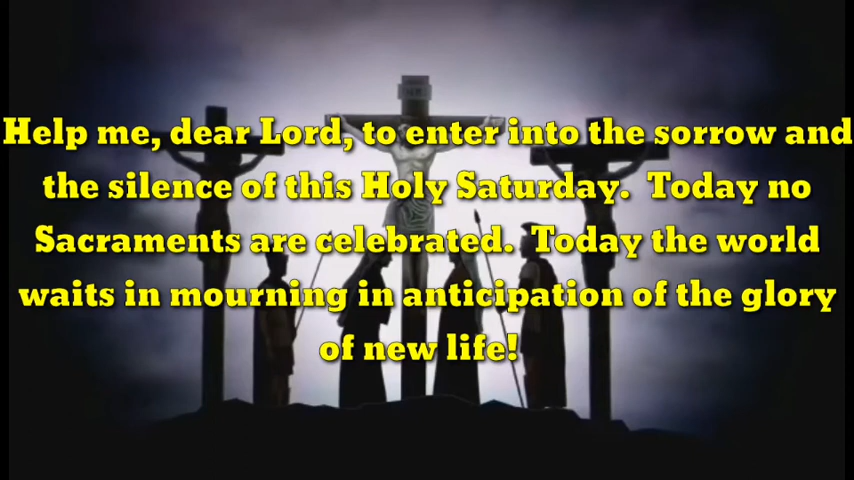 Help me, dear Lord, to enter into the sorrow and
the silence of this Holy Saturday.  Today no
Sacraments are celebrated.  Today the world
waits in mourning in anticipation of the glory
of new life!